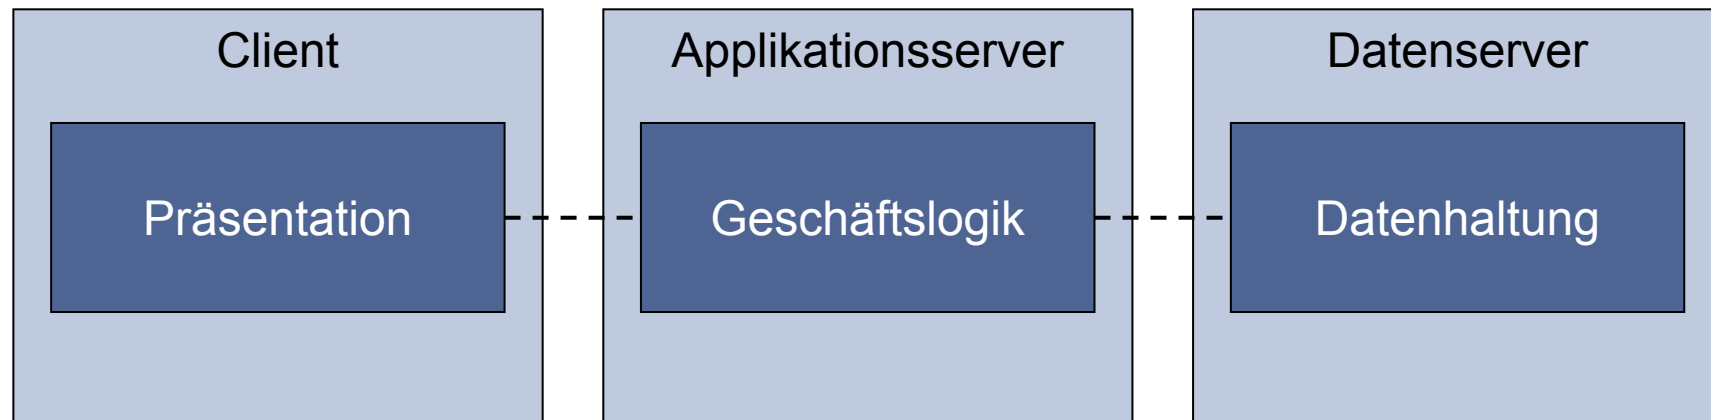 Client
Applikationsserver
Datenserver
Präsentation
Geschäftslogik
Datenhaltung